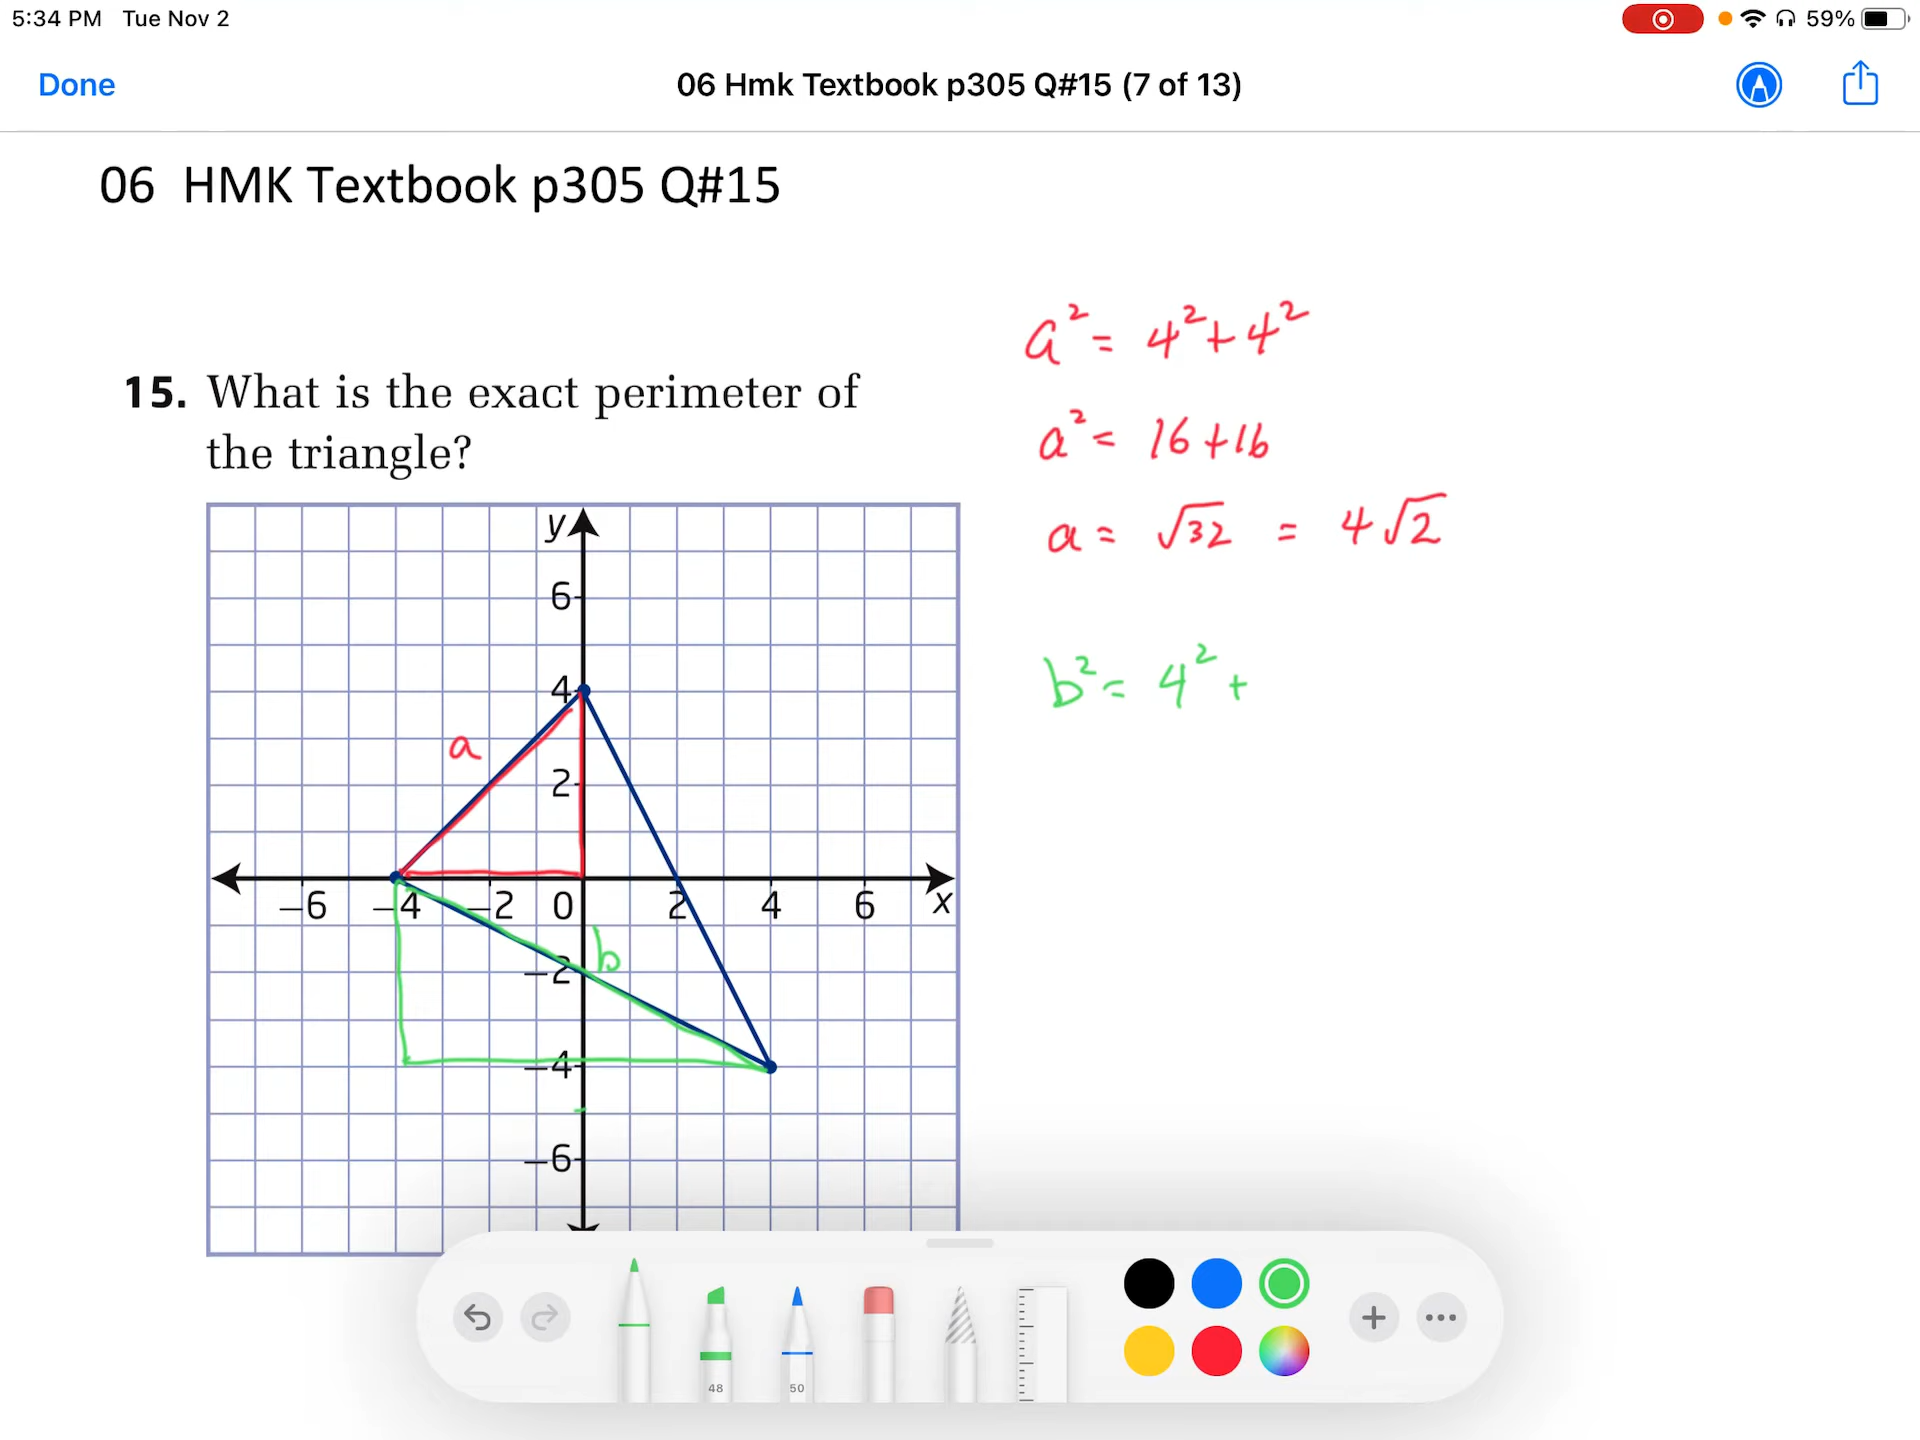 5:34 PM Tue Nov 2 59%
Done 06 Hmk Textbook p305 Q#15 (7 of 13)
06 HMK Textbook p305 Q#15
a² = 4² + 4²
15. What is the exact perimeter of
the triangle?
a² = 16 + 16
a = √32 = 4√2
b² = 4² +
y
6
4
a
2
−6 −4 −2 0 2 4 6 x
b
−2
−4
−6
48 50